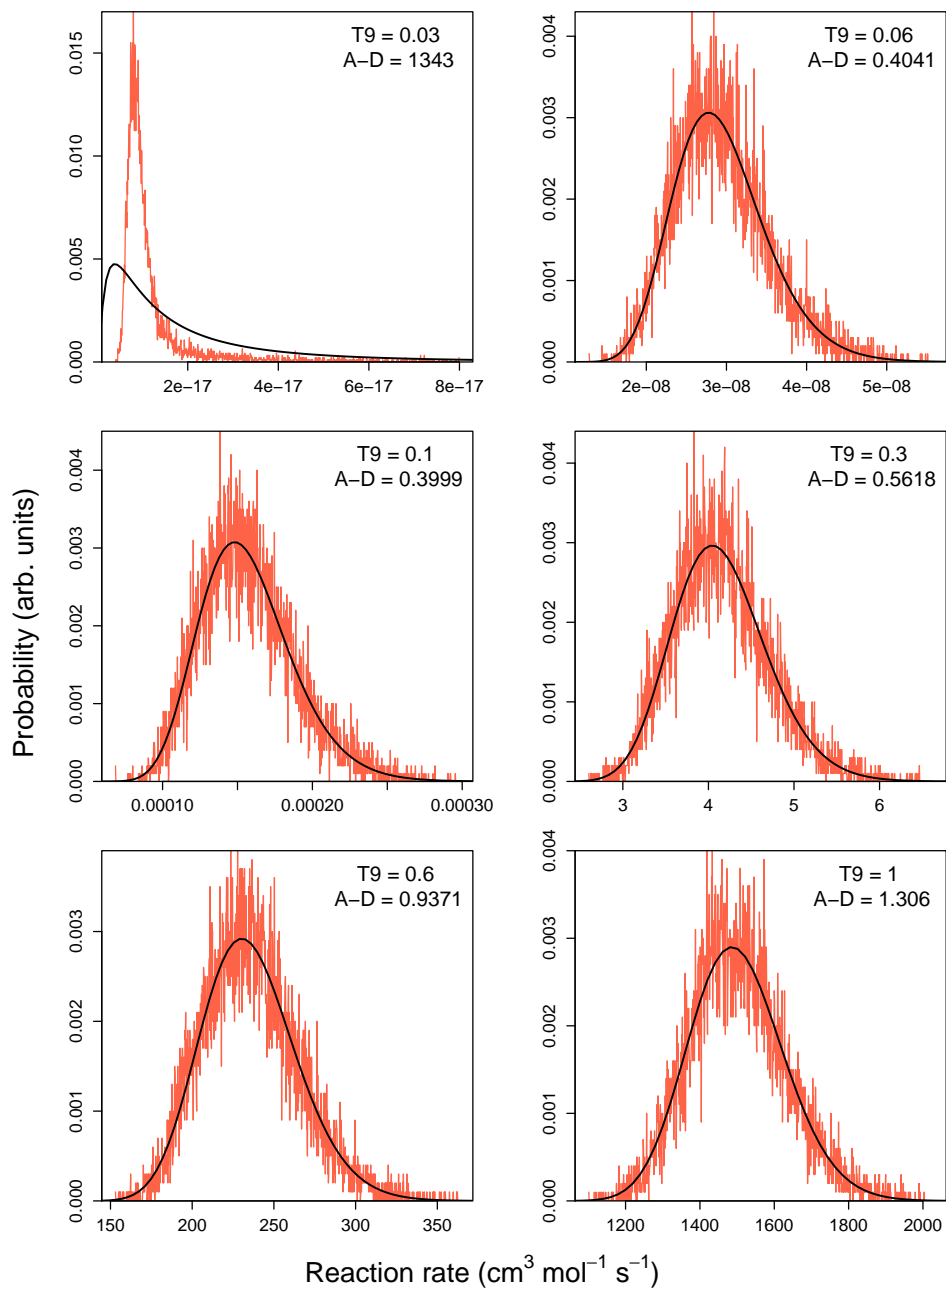 T9 = 0.03
A−D = 1343
0.000
0.005
0.010
0.015
2e−17
4e−17
6e−17
8e−17
T9 = 0.06
A−D = 0.4041
0.000
0.001
0.002
0.003
0.004
2e−08
3e−08
4e−08
5e−08
T9 = 0.1
A−D = 0.3999
0.000
0.001
0.002
0.003
0.004
0.00010
0.00020
0.00030
T9 = 0.3
A−D = 0.5618
0.000
0.001
0.002
0.003
0.004
3
4
5
6
T9 = 0.6
A−D = 0.9371
0.000
0.001
0.002
0.003
150
200
250
300
350
T9 = 1
A−D = 1.306
0.000
0.001
0.002
0.003
0.004
1200
1400
1600
1800
2000
Probability (arb. units)
Reaction rate (cm³ mol⁻¹ s⁻¹)